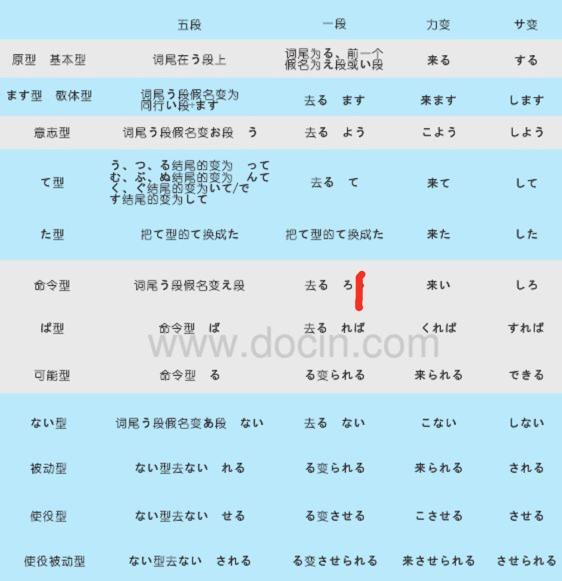 五段 一段 力变 サ变
原型 基本型 词尾在う段上 词尾为る、前一个 来る する
假名为え段或い段
ます型 敬体型 词尾う段假名变为 去る ます 来ます します
同行い段+ます
意志型 词尾う段假名变お段 う 去る よう こよう しよう
て型 う、つ、る结尾的变为 って 去る て 来て して
む、ぶ、ぬ结尾的变为 んて
く、ぐ结尾的变为いて/で
す结尾的变为して
た型 把て型的て换成た 把て型的て换成た 来た した
命令型 词尾う段假名变え段 去る ろ 来い しろ
ば型 命令型 ば 去る れば くれば すれば
www.docin.com
可能型 命令型 る る变られる 来られる できる
ない型 词尾う段假名变あ段 ない 去る ない こない しない
被动型 ない型去ない れる る变られる 来られる される
使役型 ない型去ない せる る变させる こさせる させる
使役被动型 ない型去ない される る变させられる 来させられる させられる